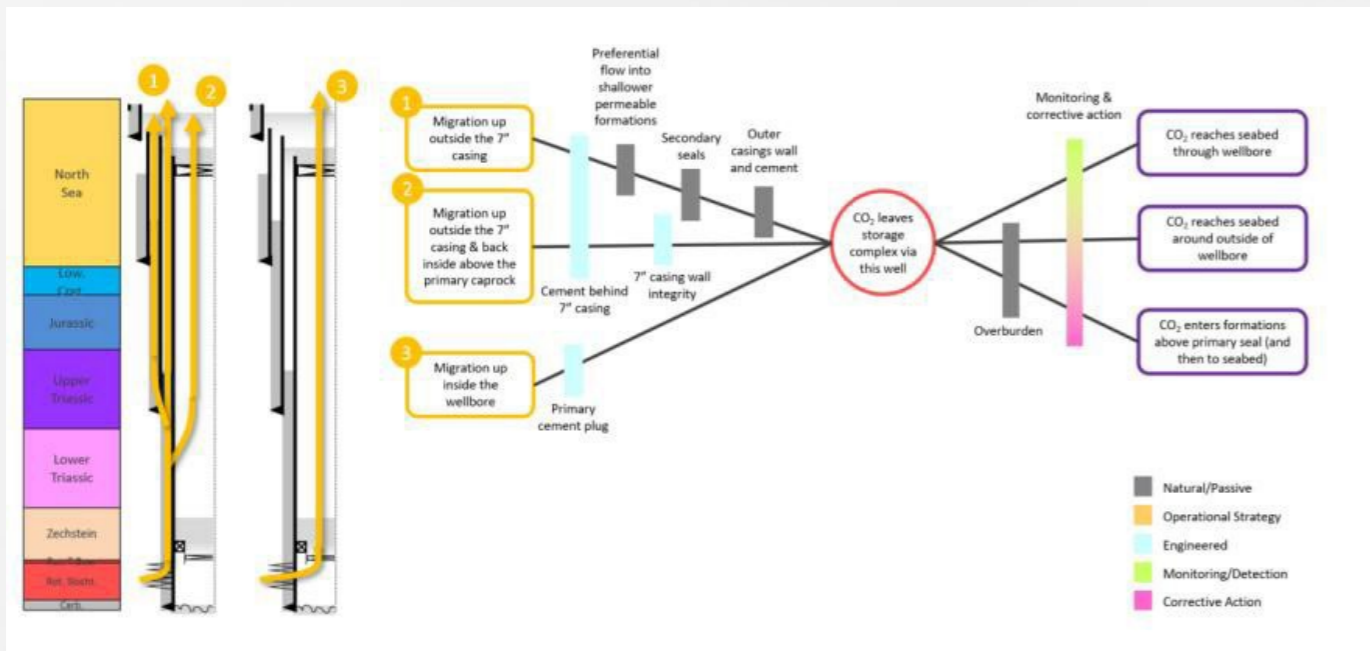 1
2
3
North
Sea
Low.
Cret.
Jurassic
Upper
Triassic
Lower
Triassic
Zechstein
Rot. Slocht.
Carb.
1
Migration up
outside the 7"
casing
2
Migration up
outside the 7"
casing & back
inside above the
primary caprock
3
Migration up
inside the
wellbore
Preferential
flow into
shallower
permeable
formations
Secondary
seals
Outer
casings wall
and cement
Cement behind
7" casing
7" casing wall
integrity
Primary
cement plug
CO₂ leaves
storage
complex via
this well
Monitoring &
corrective action
Overburden
CO₂ reaches seabed
through wellbore
CO₂ reaches seabed
around outside of
wellbore
CO₂ enters formations
above primary seal (and
then to seabed)
Natural/Passive
Operational Strategy
Engineered
Monitoring/Detection
Corrective Action